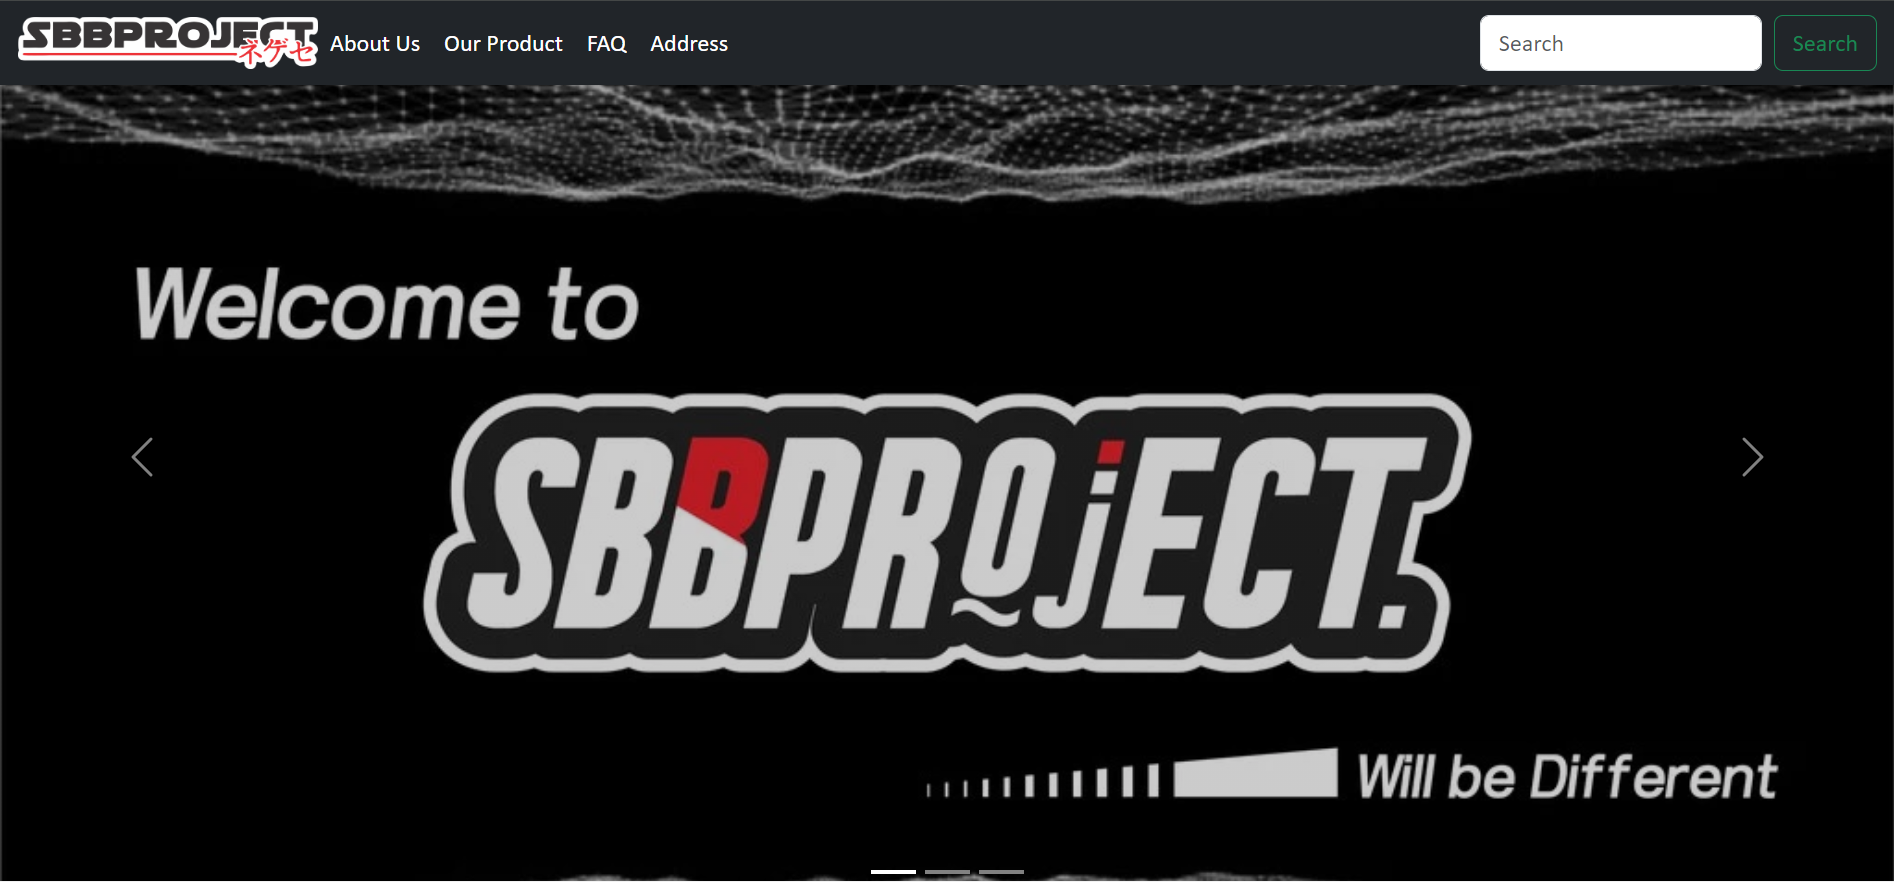 SBBPROJECT
ネゲセ
About Us
Our Product
FAQ
Address
Search
Search
Welcome to
SBBPROjECT.
Will be Different